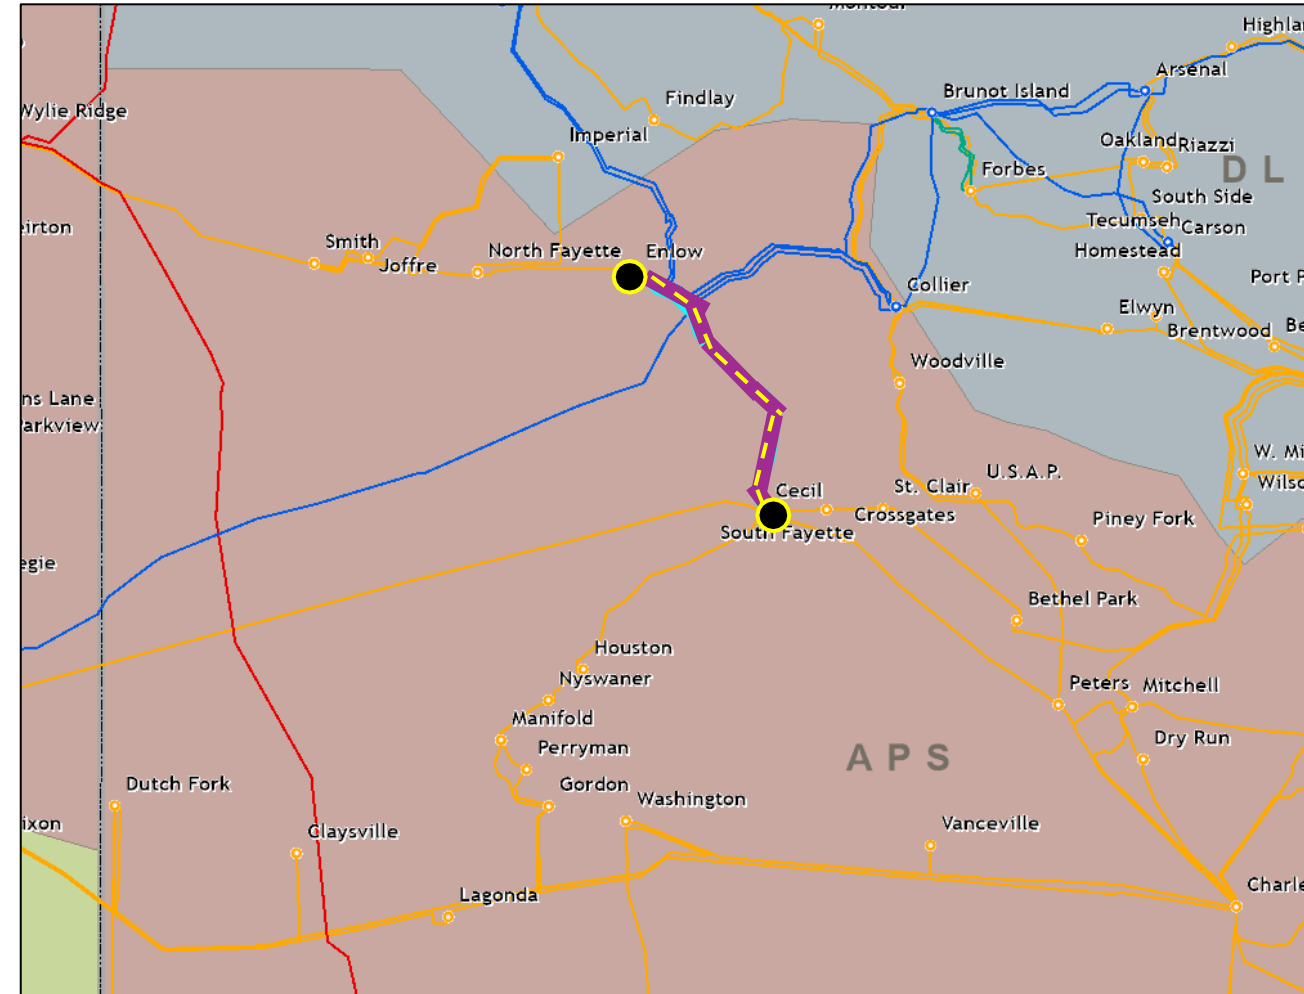 Highlar
Arsenal
Findlay
Brunot Island
Wylie Ridge
Imperial
Oakland
Riazzi
Forbes
D L
South Side
Tecumseh
Carson
eirton
Smith
North Fayette
Enlow
Homestead
Joffre
Port P
Collier
Elwyn
Brentwood
Be
Woodville
ns Lane
arkview
W. Mi
U.S.A.P.
Cecil
St. Clair
Wilso
Crossgates
Piney Fork
South Fayette
egie
Bethel Park
Houston
Nyswaner
Peters
Mitchell
Manifold
Perryman
Dry Run
A P S
Dutch Fork
Gordon
Washington
ixon
Claysville
Vanceville
Lagonda
Charle